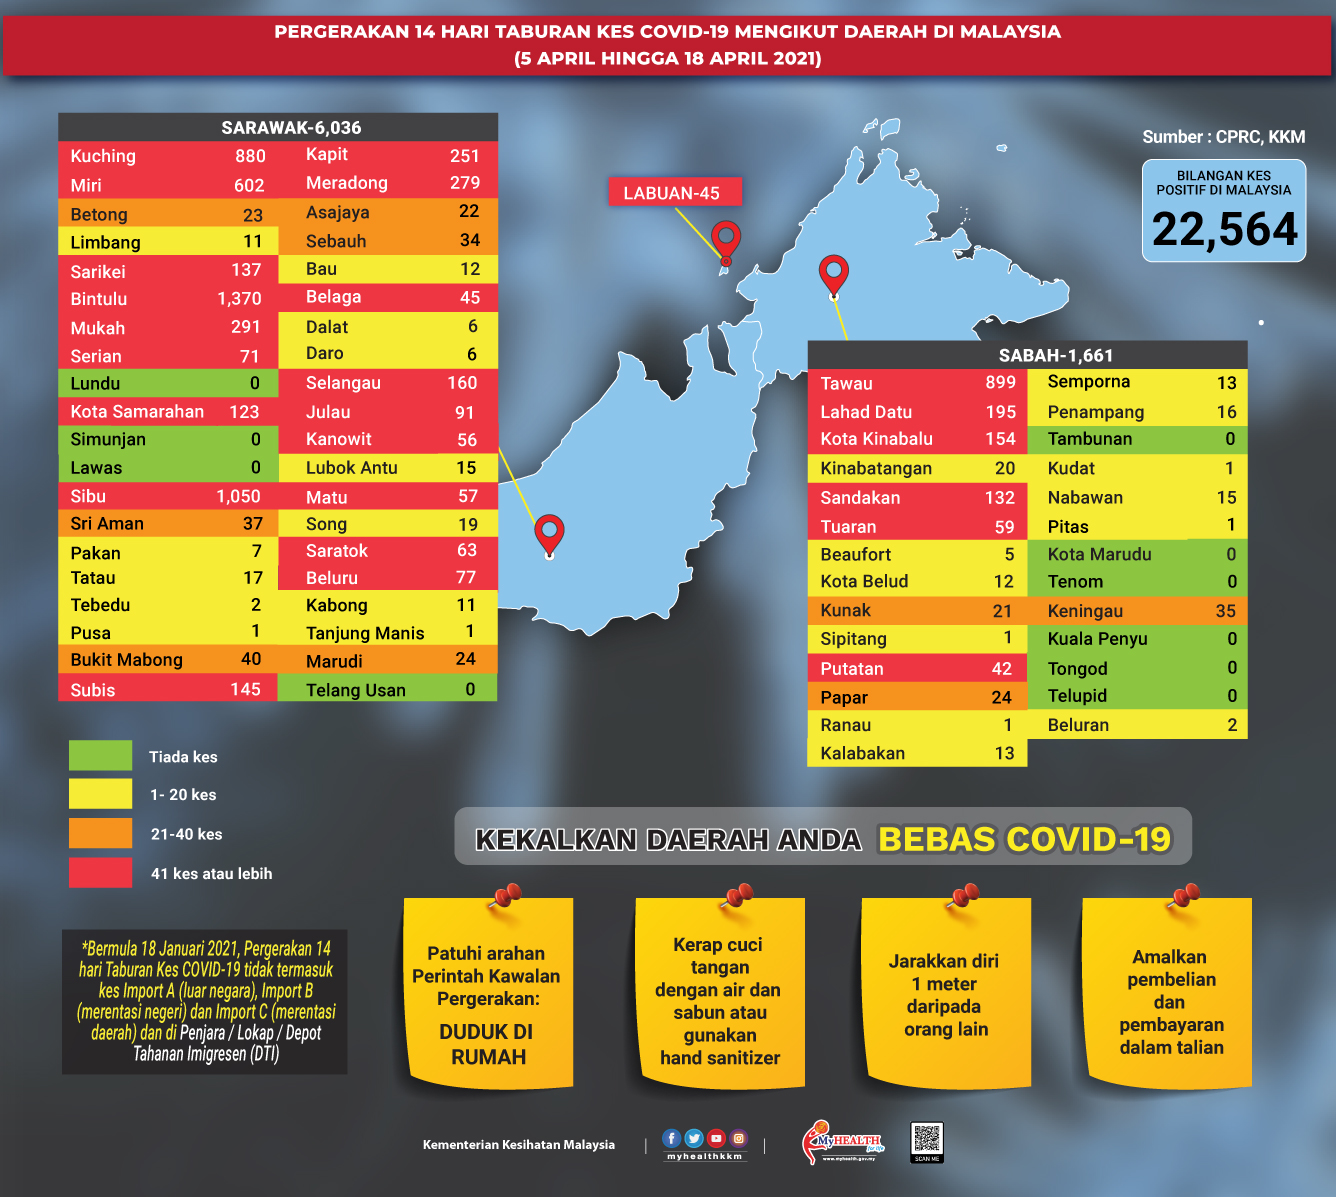 PERGERAKAN 14 HARI TABURAN KES COVID-19 MENGIKUT DAERAH DI MALAYSIA
(5 APRIL HINGGA 18 APRIL 2021)
Sumber : CPRC, KKM
BILANGAN KES
POSITIF DI MALAYSIA
22,564
LABUAN-45
SARAWAK-6,036
Kuching 880 Kapit 251
Miri 602 Meradong 279
Betong 23 Asajaya 22
Limbang 11 Sebauh 34
Sarikei 137 Bau 12
Bintulu 1,370 Belaga 45
Mukah 291 Dalat 6
Serian 71 Daro 6
Lundu 0 Selangau 160
Kota Samarahan 123 Julau 91
Simunjan 0 Kanowit 56
Lawas 0 Lubok Antu 15
Sibu 1,050 Matu 57
Sri Aman 37 Song 19
Pakan 7 Saratok 63
Tatau 17 Beluru 77
Tebedu 2 Kabong 11
Pusa 1 Tanjung Manis 1
Bukit Mabong 40 Marudi 24
Subis 145 Telang Usan 0
SABAH-1,661
Tawau 899 Semporna 13
Lahad Datu 195 Penampang 16
Kota Kinabalu 154 Tambunan 0
Kinabatangan 20 Kudat 1
Sandakan 132 Nabawan 15
Tuaran 59 Pitas 1
Beaufort 5 Kota Marudu 0
Kota Belud 12 Tenom 0
Kunak 21 Keningau 35
Sipitang 1 Kuala Penyu 0
Putatan 42 Tongod 0
Papar 24 Telupid 0
Ranau 1 Beluran 2
Kalabakan 13
Tiada kes
1- 20 kes
21-40 kes
41 kes atau lebih
KEKALKAN DAERAH ANDA BEBAS COVID-19
*Bermula 18 Januari 2021, Pergerakan 14
hari Taburan Kes COVID-19 tidak termasuk
kes Import A (luar negara), Import B
(merentasi negeri) dan Import C (merentasi
daerah) dan di Penjara / Lokap / Depot
Tahanan Imigresen (DTI)
Patuhi arahan
Perintah Kawalan
Pergerakan:
DUDUK DI
RUMAH
Kerap cuci
tangan
dengan air dan
sabun atau
gunakan
hand sanitizer
Jarakkan diri
1 meter
daripada
orang lain
Amalkan
pembelian
dan
pembayaran
dalam talian
Kementerian Kesihatan Malaysia
myhealthkkm
MyHEALTH
for life
www.myhealth.gov.my
SCAN ME